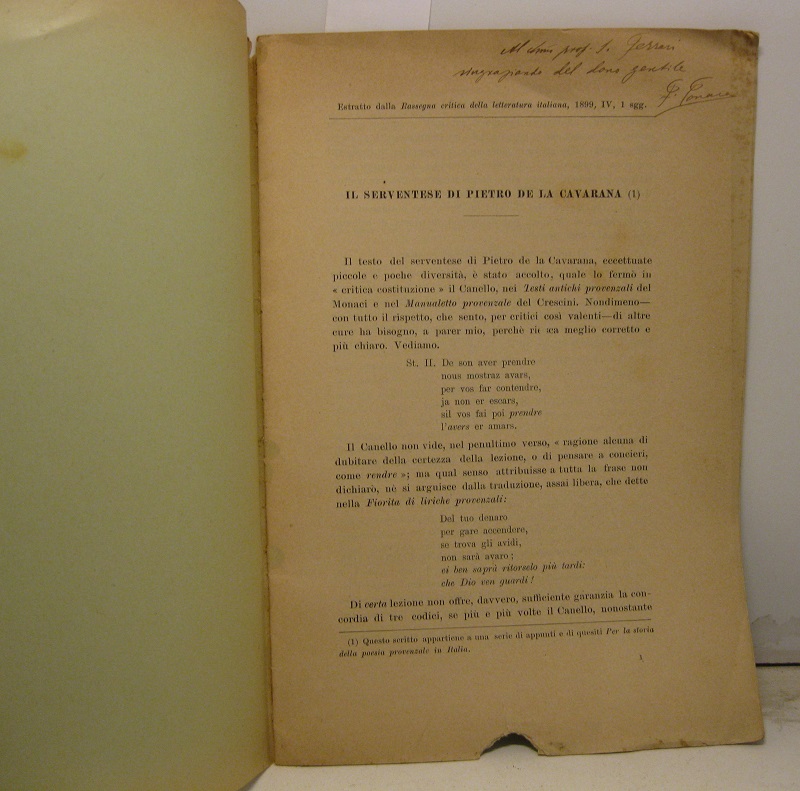 Al chmo prof. S. Ferrari
ringraziando del dono gentile
F. Torraca
Estratto dalla Rassegna critica della letteratura italiana, 1899, IV, 1 sgg.
IL SERVENTESE DI PIETRO DE LA CAVARANA (1)
Il testo del serventese di Pietro de la Cavarana, eccettuate
piccole e poche diversità, è stato accolto, quale lo fermò in
« critica costituzione » il Canello, nei Testi antichi provenzali del
Monaci e nel Manualetto provenzale del Crescini. Nondimeno—
con tutto il rispetto, che sento, per critici così valenti—di altre
cure ha bisogno, a parer mio, perchè riesca meglio corretto e
più chiaro. Vediamo.
St. II. De son aver prendre
nous mostraz avars,
per vos far contendre,
ja non er escars,
sil vos fai poi prendre
l'avers er amars.
Il Canello non vide, nel penultimo verso, « ragione alcuna di
dubitare della certezza della lezione, o di pensare a concieri,
come rendre »; ma qual senso attribuisse a tutta la frase non
dichiarò, nè si arguisce dalla traduzione, assai libera, che dette
nella Fiorita di liriche provenzali:
Del tuo denaro
per gare accendere,
se trova gli avidi,
non sarà avaro;
ei ben saprà ritorselo più tardi:
che Dio ven guardi!
Di certa lezione non offre, davvero, sufficiente garanzia la con-
cordia di tre codici, se più e più volte il Canello, nonostante
(1) Questo scritto appartiene a una serie di appunti e di quesiti Per la storia
della poesia provenzale in Italia.
1